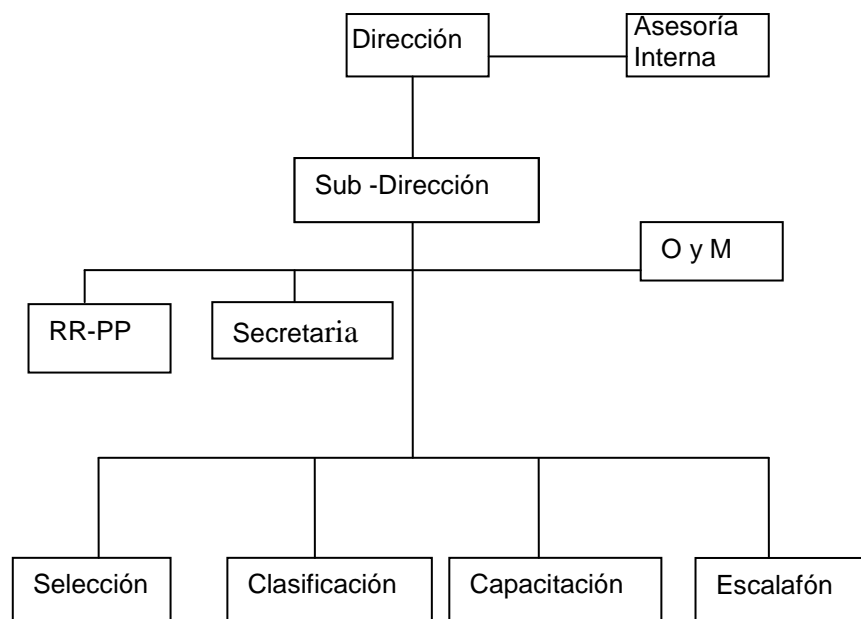 Dirección
Asesoría
Interna
Sub -Dirección
O y M
RR-PP
Secretaria
Selección
Clasificación
Capacitación
Escalafón